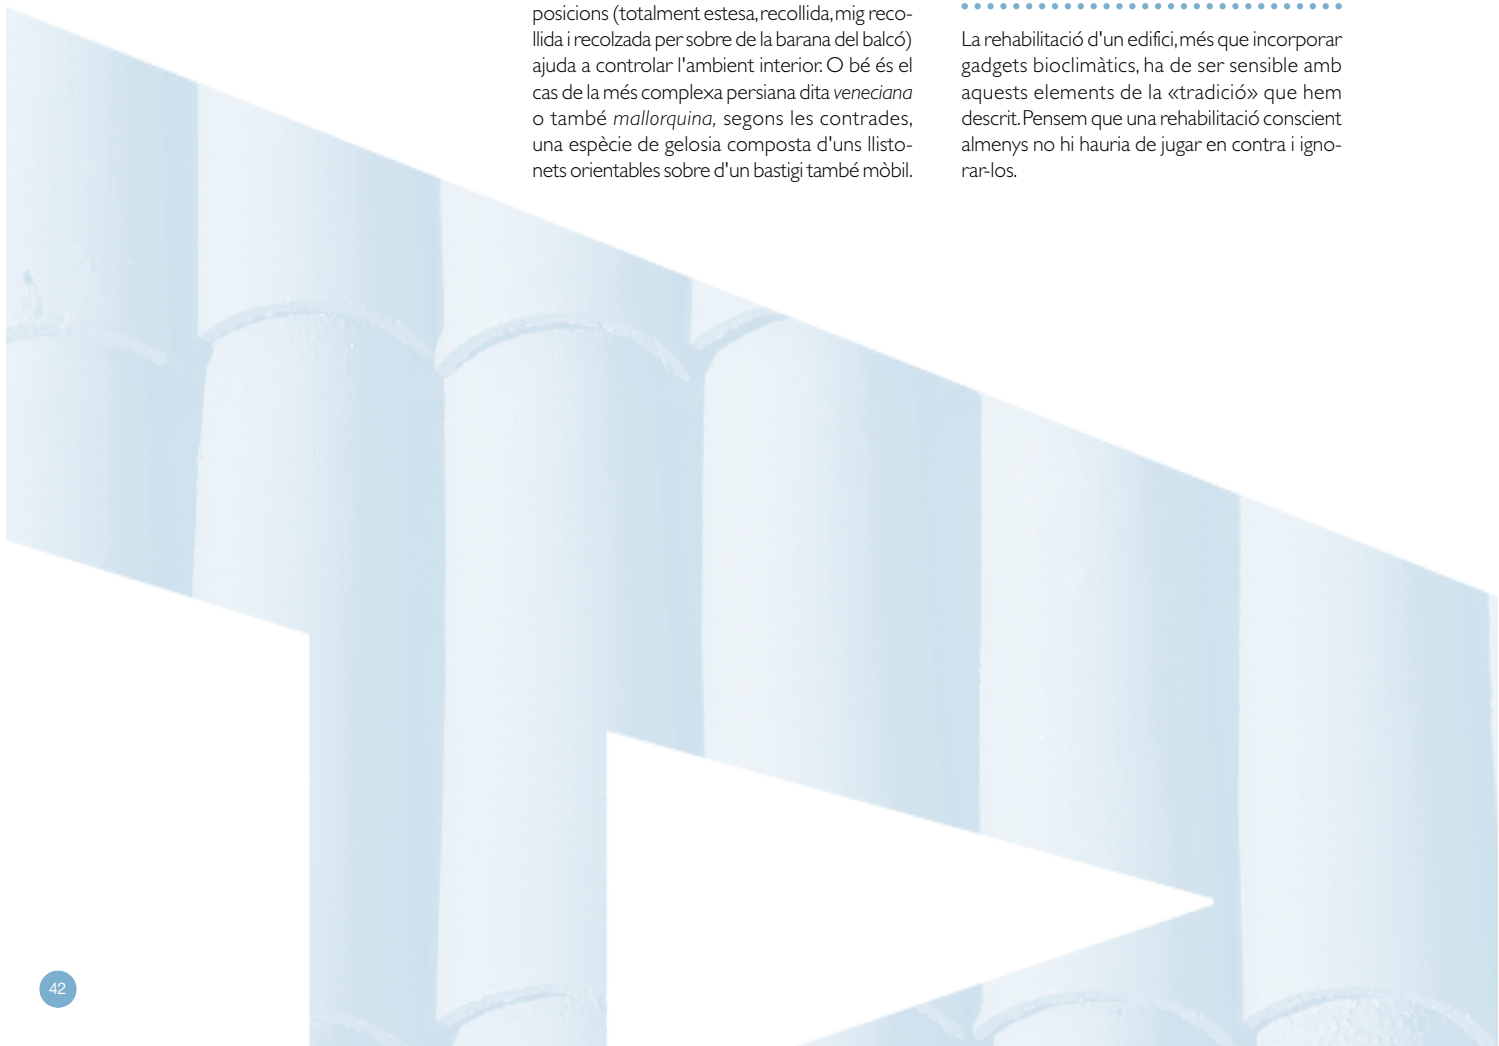 posicions (totalment estesa, recollida, mig reco-
llida i recolzada per sobre de la barana del balcó)
ajuda a controlar l'ambient interior. O bé és el
cas de la més complexa persiana dita veneciana
o també mallorquina, segons les contrades,
una espècie de gelosia composta d'uns llisto-
nets orientables sobre d'un bastigi també mòbil.
La rehabilitació d'un edifici, més que incorporar
gadgets bioclimàtics, ha de ser sensible amb
aquests elements de la «tradició» que hem
descrit. Pensem que una rehabilitació conscient
almenys no hi hauria de jugar en contra i igno-
rar-los.
42